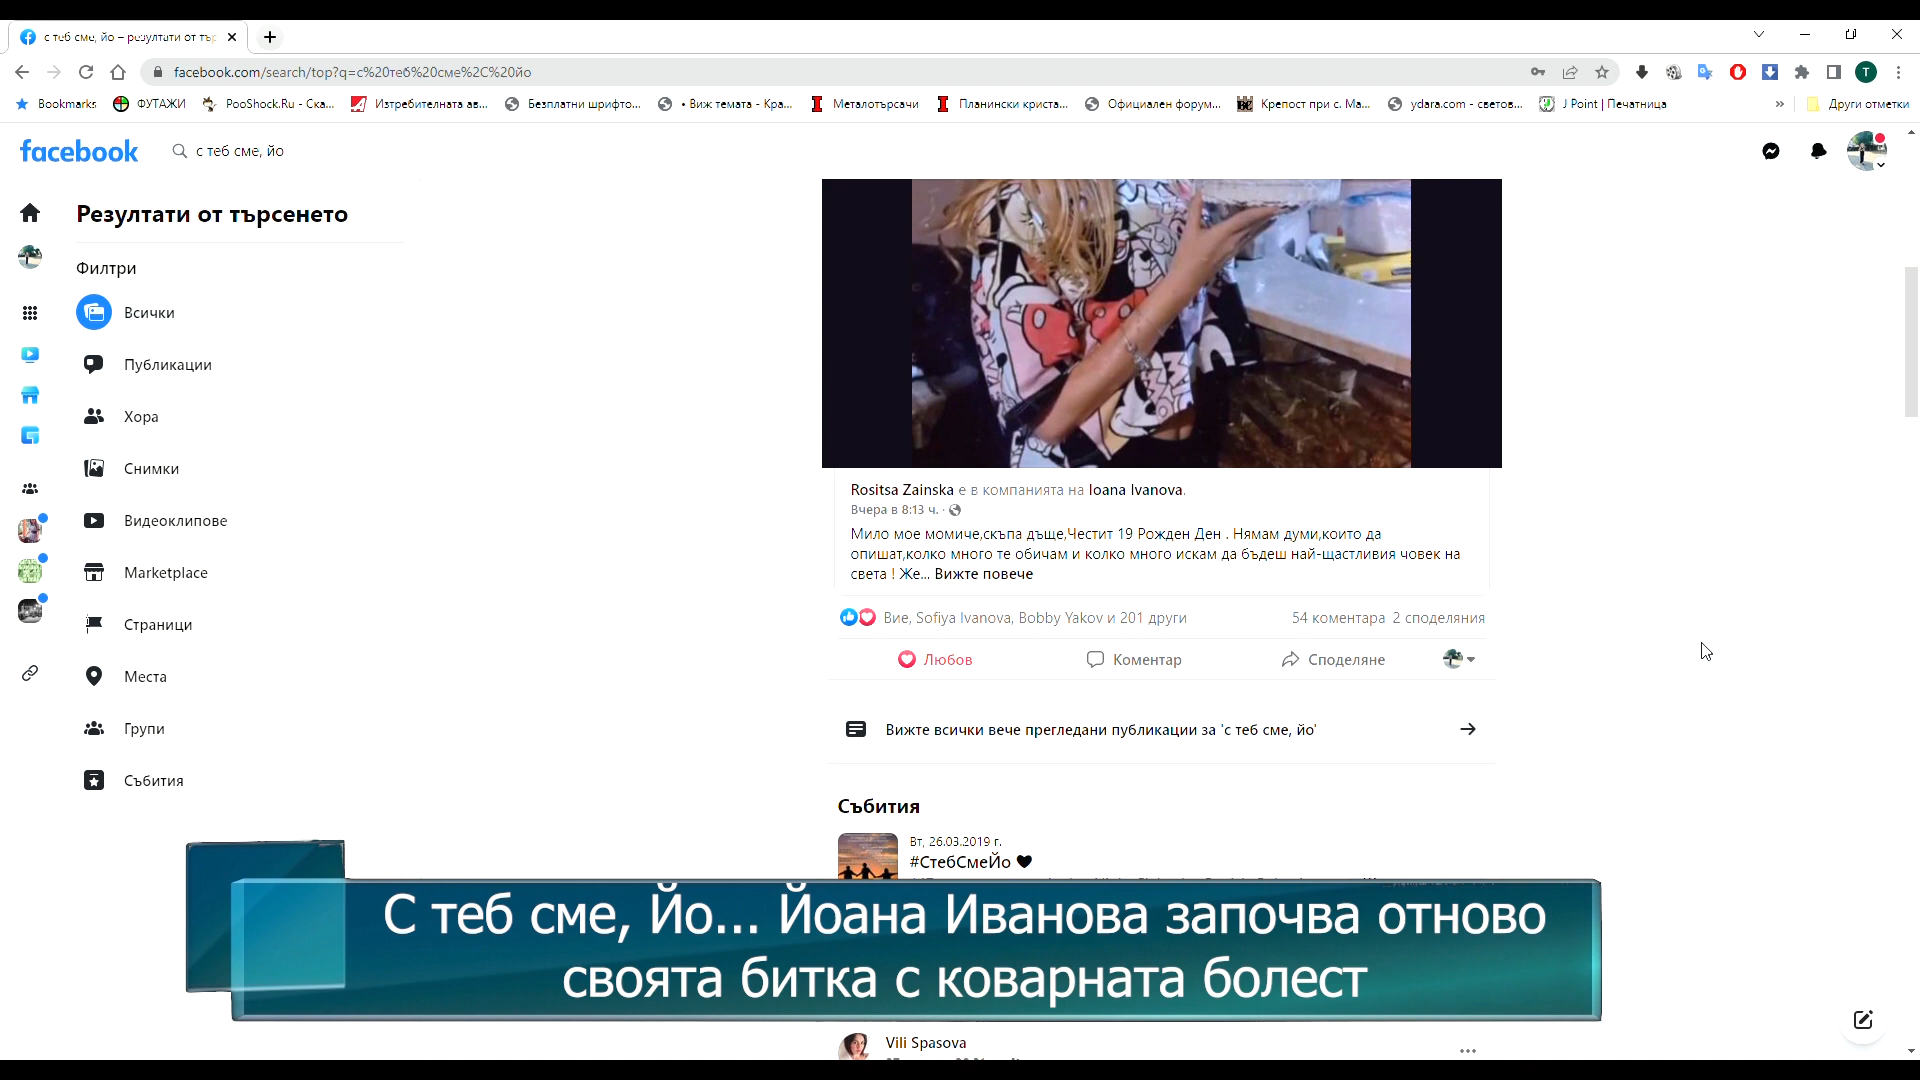 с теб сме, йо – резултати от тър
facebook.com/search/top?q=с%20теб%20сме%2C%20йо
T
Bookmarks
ФУТАЖИ
PooShock.Ru - Ска...
Изтребителната ав...
Безплатни шрифто...
• Виж темата - Кра...
Металотърсачи
Планински криста...
Официален форум...
Крепост при с. Ма...
ydara.com - светов...
J Point | Печатница
»
Други отметки
facebook
с теб сме, йо
Резултати от търсенето
Филтри
Всички
Публикации
Хора
Снимки
Видеоклипове
Marketplace
Страници
Места
Групи
Събития
Rositsa Zainska е в компанията на Ioana Ivanova.
Вчера в 8:13 ч. ·
Мило мое момиче,скъпа дъще,Честит 19 Рожден Ден . Нямам думи,които да
опишат,колко много те обичам и колко много искам да бъдеш най-щастливия човек на
света ! Же... Вижте повече
Вие, Sofiya Ivanova, Bobby Yakov и 201 други
54 коментара 2 споделяния
Любов
Коментар
Споделяне
Вижте всички вече прегледани публикации за 'с теб сме, йо'
Събития
Вт, 26.03.2019 г.
#СтебСмеЙо 🖤
С теб сме, Йо... Йоана Иванова започва отново
своята битка с коварната болест
Vili Spasova